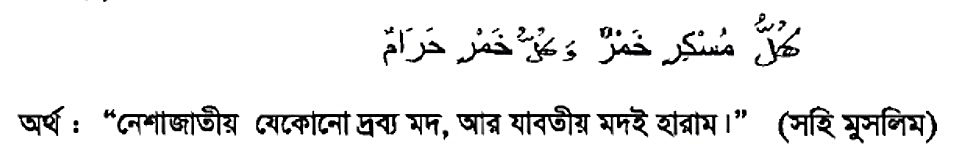 كُلُّ مُسْكِرٍ خَمْرٌ وَكُلُّ خَمْرٍ حَرَامٌ
অর্থ : “নেশাজাতীয় যেকোনো দ্রব্য মদ, আর যাবতীয় মদই হারাম।” (সহি মুসলিম)